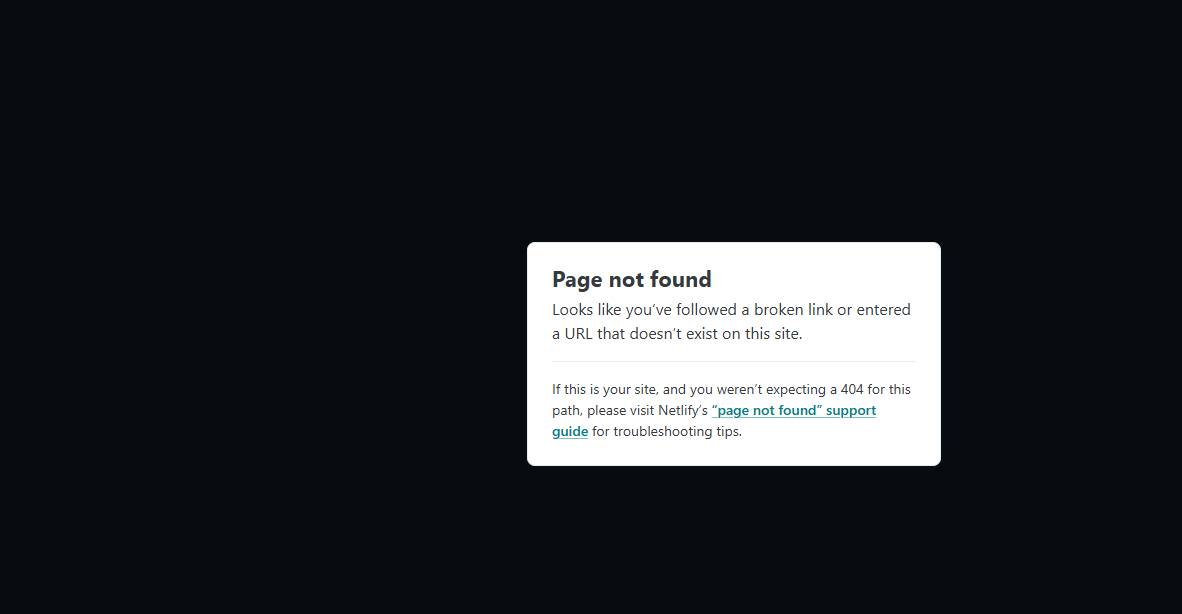 Page not found
Looks like you’ve followed a broken link or entered
a URL that doesn’t exist on this site.
If this is your site, and you weren’t expecting a 404 for this
path, please visit Netlify’s “page not found” support
guide for troubleshooting tips.